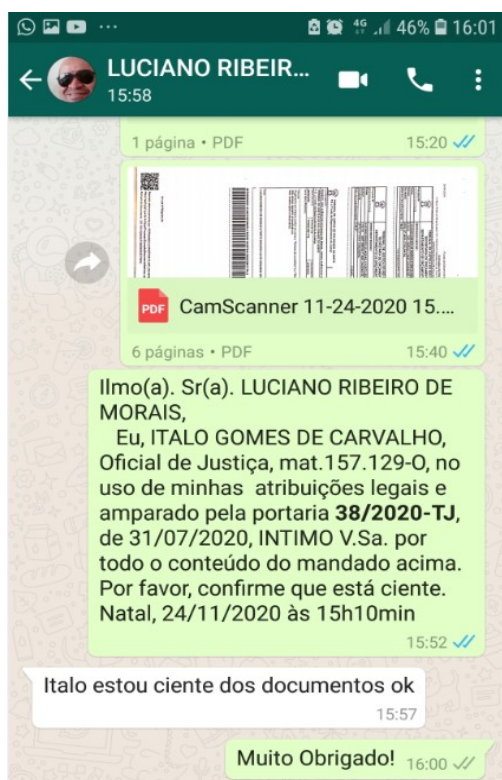 46% 16:01
LUCIANO RIBEIR...
15:58
1 página • PDF 15:20
PDF CamScanner 11-24-2020 15....
6 páginas • PDF 15:40
Ilmo(a). Sr(a). LUCIANO RIBEIRO DE
MORAIS,
Eu, ITALO GOMES DE CARVALHO,
Oficial de Justiça, mat.157.129-O, no
uso de minhas atribuições legais e
amparado pela portaria 38/2020-TJ,
de 31/07/2020, INTIMO V.Sa. por
todo o conteúdo do mandado acima.
Por favor, confirme que está ciente.
Natal, 24/11/2020 às 15h10min
15:52
Italo estou ciente dos documentos ok
15:57
Muito Obrigado! 16:00